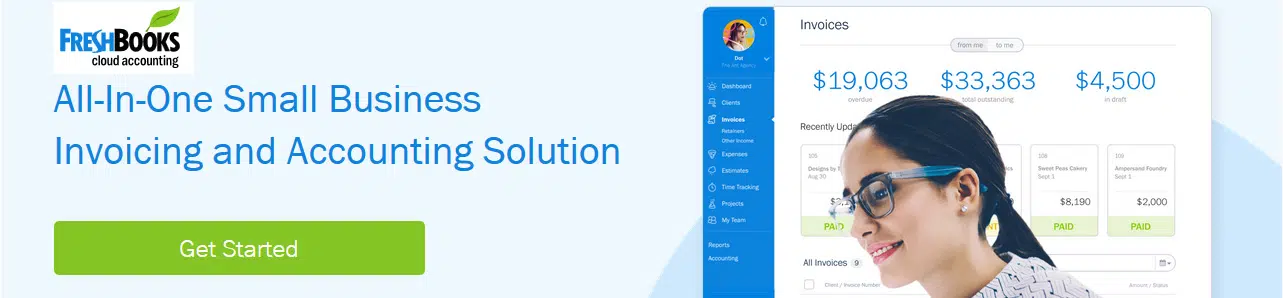 FRESHBOOKS
cloud accounting
All-In-One Small Business
Invoicing and Accounting Solution
Get Started
Dot
Dashboard
Clients
Invoices
Retainers
Other Income
Expenses
Estimates
Time Tracking
Projects
My Team
Reports
Accounting
Invoices
from me to me
$19,063 $33,363 $4,500
overdue total outstanding in draft
Recently Upda
105 108 109
Designs by Sweet Peas Cakery Ampersand Foundry
Aug 30 Sept 1 Sept 1
$8,190 $2,000
PAID PAID PAID
All Invoices 9
Client / Invoice Number Amount / Status